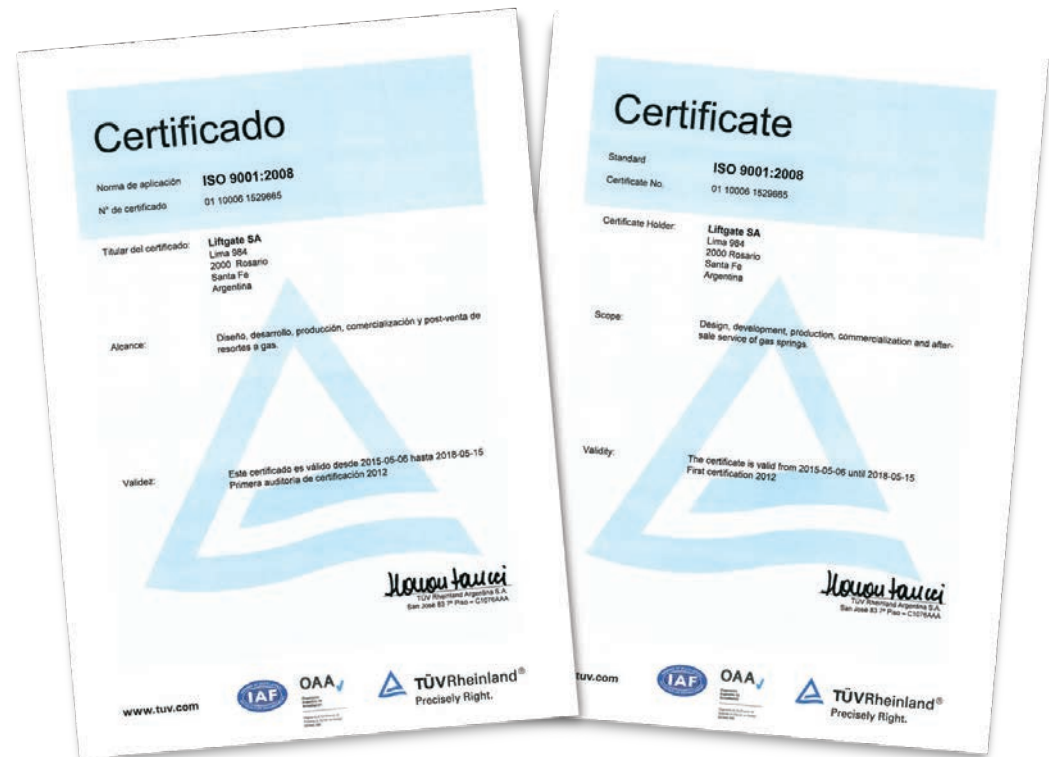 Certificado
Norma de aplicación ISO 9001:2008
N° de certificado 01 10006 1529665
Titular del certificado: Liftgate SA
Lima 984
2000 Rosario
Santa Fe
Argentina
Alcance: Diseño, desarrollo, producción, comercialización y post-venta de
resortes a gas.
Validez: Este certificado es válido desde 2015-05-06 hasta 2018-05-15
Primera auditoría de certificación 2012
TÜV Rheinland Argentina S.A.
San José 83 7º Piso – C1076AAA
www.tuv.com
IAF
OAA
TÜVRheinland®
Precisely Right.
Certificate
Standard ISO 9001:2008
Certificate No. 01 10006 1529665
Certificate Holder: Liftgate SA
Lima 984
2000 Rosario
Santa Fe
Argentina
Scope: Design, development, production, commercialization and after-
sale service of gas springs.
Validity: The certificate is valid from 2015-05-06 until 2018-05-15
First certification 2012
TÜV Rheinland Argentina S.A.
San José 83 7º Piso – C1076AAA
tuv.com
IAF
OAA
TÜVRheinland®
Precisely Right.